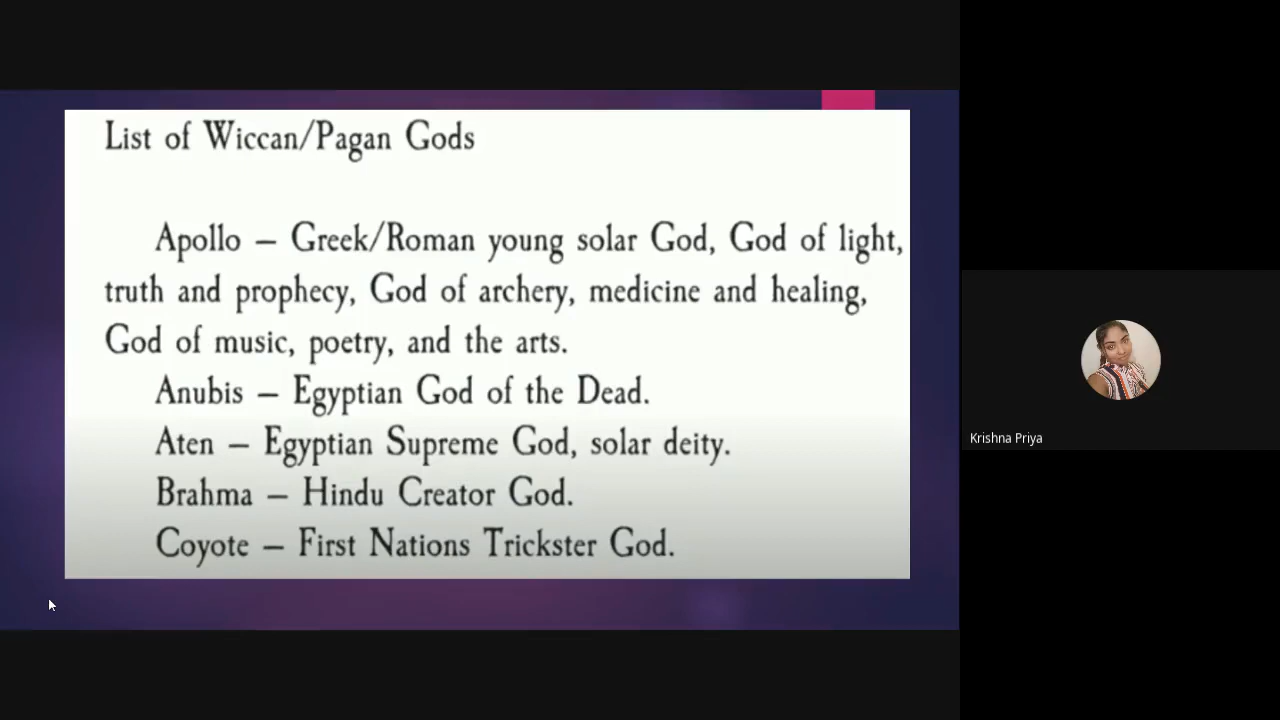 List of Wiccan/Pagan Gods
Apollo – Greek/Roman young solar God, God of light,
truth and prophecy, God of archery, medicine and healing,
God of music, poetry, and the arts.
Anubis – Egyptian God of the Dead.
Aten – Egyptian Supreme God, solar deity.
Brahma – Hindu Creator God.
Coyote – First Nations Trickster God.
Krishna Priya